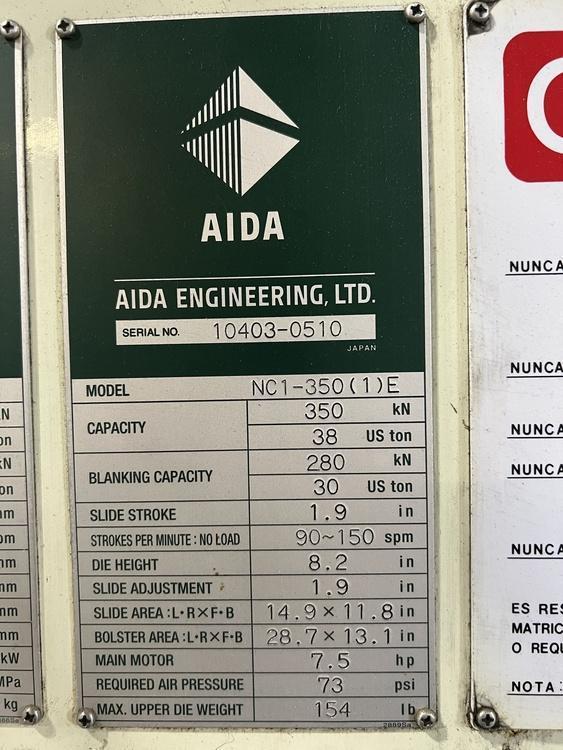 AIDA
AIDA ENGINEERING, LTD.
SERIAL NO. 10403-0510
JAPAN
MODEL NC1-350(1)E
CAPACITY 350 kN
38 US ton
BLANKING CAPACITY 280 kN
30 US ton
SLIDE STROKE 1.9 in
STROKES PER MINUTE : NO LOAD 90~150 spm
DIE HEIGHT 8.2 in
SLIDE ADJUSTMENT 1.9 in
SLIDE AREA : L・R×F・B 14.9×11.8 in
BOLSTER AREA : L・R×F・B 28.7×13.1 in
MAIN MOTOR 7.5 hp
REQUIRED AIR PRESSURE 73 psi
MAX. UPPER DIE WEIGHT 154 lb
kN
kW
MPa
kg
NUNCA
NUNCA
NUNCA
NUNCA
NUNCA
ES RES
MATRIC
O REQU
NOTA: